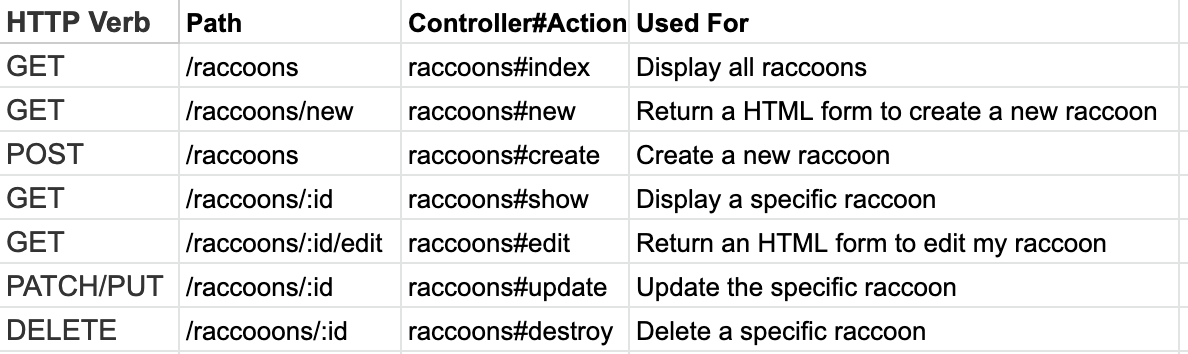 HTTP Verb Path Controller#Action Used For
GET /raccoons raccoons#index Display all raccoons
GET /raccoons/new raccoons#new Return a HTML form to create a new raccoon
POST /raccoons raccoons#create Create a new raccoon
GET /raccoons/:id raccoons#show Display a specific raccoon
GET /raccoons/:id/edit raccoons#edit Return an HTML form to edit my raccoon
PATCH/PUT /raccoons/:id raccoons#update Update the specific raccoon
DELETE /raccooons/:id raccoons#destroy Delete a specific raccoon